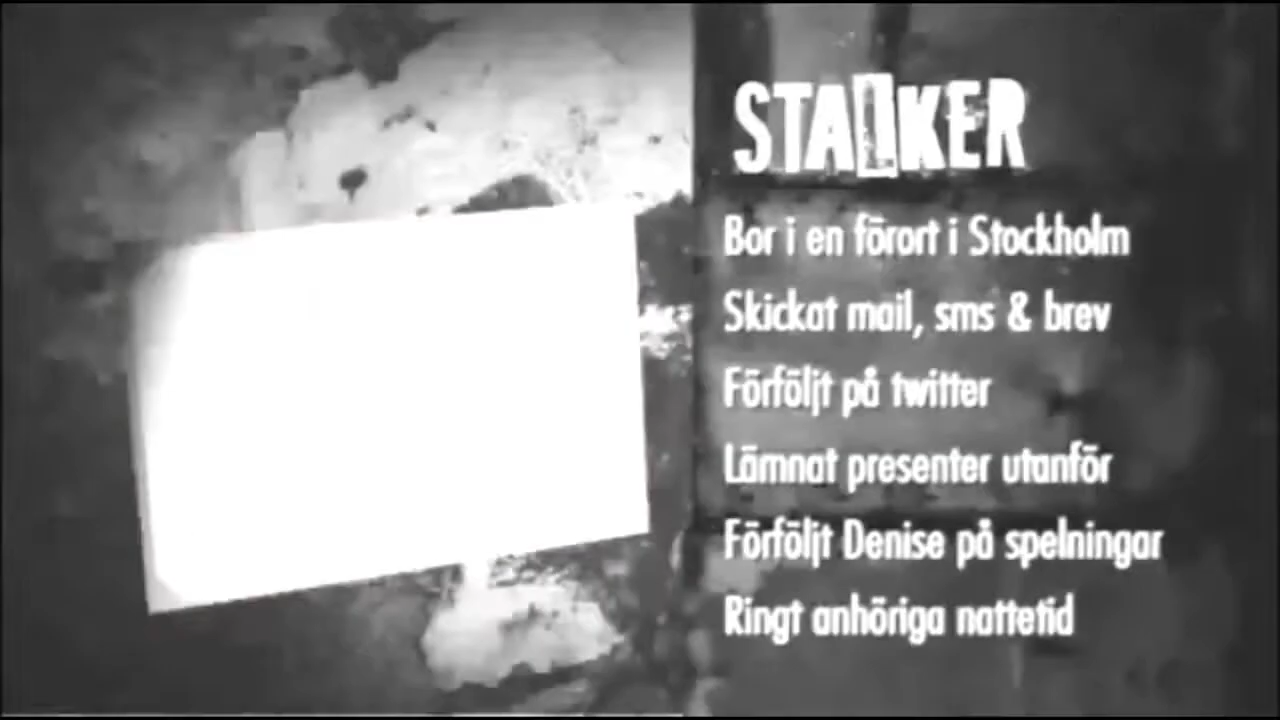 STALKER
Bor i en förort i Stockholm
Skickat mail, sms & brev
Förföljt på twitter
Lämnat presenter utanför
Förföljt Denise på spelningar
Ringt anhöriga nattetid